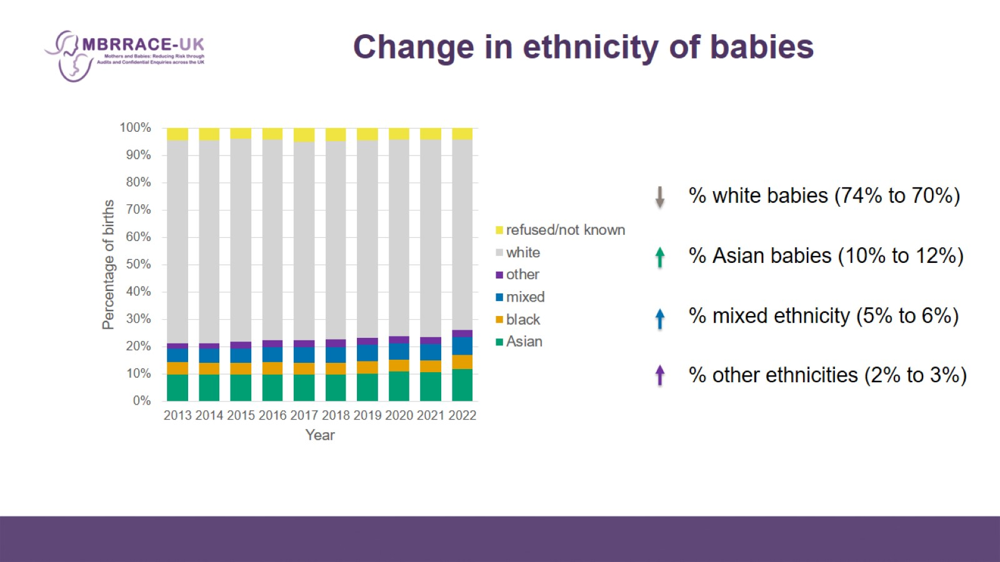 MBRRACE-UK
Mothers and Babies: Reducing Risk through
Audits and Confidential Enquiries across the UK
Change in ethnicity of babies
100%
90%
80%
70%
60%
50%
40%
30%
20%
10%
0%
Percentage of births
2013 2014 2015 2016 2017 2018 2019 2020 2021 2022
Year
refused/not known
white
other
mixed
black
Asian
% white babies (74% to 70%)
% Asian babies (10% to 12%)
% mixed ethnicity (5% to 6%)
% other ethnicities (2% to 3%)